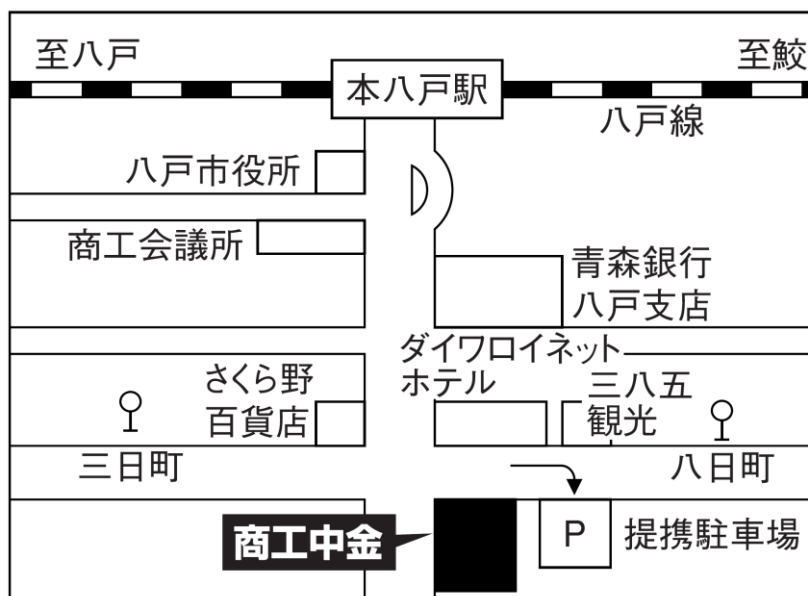 至八戸
至鮫
本八戸駅
八戸線
八戸市役所
商工会議所
青森銀行
八戸支店
ダイワロイネット
ホテル
さくら野
百貨店
三八五
観光
三日町
八日町
商工中金
P
提携駐車場